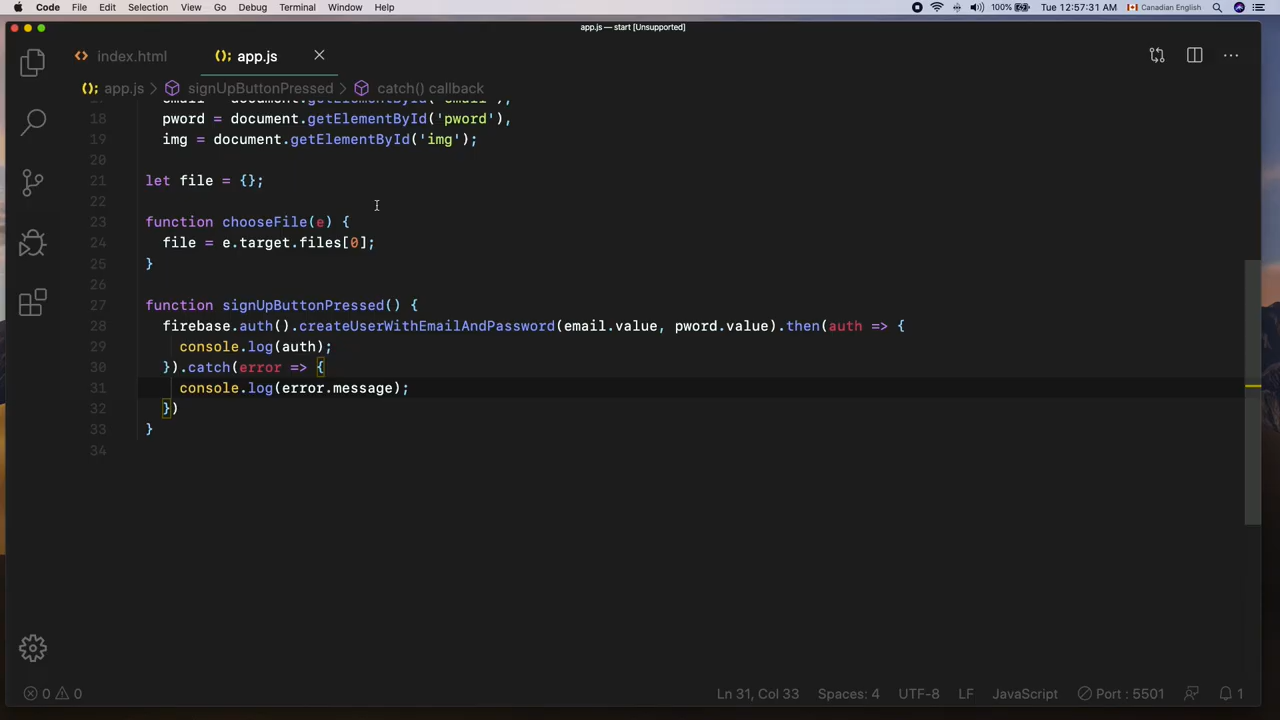 Code File Edit Selection View Go Debug Terminal Window Help 100% Tue 12:57:31 AM Canadian English
app.js — start [Unsupported]
index.html app.js
app.js > signUpButtonPressed > catch() callback
18 pword = document.getElementById('pword'),
19 img = document.getElementById('img');
20
21 let file = {};
22
23 function chooseFile(e) {
24 file = e.target.files[0];
25 }
26
27 function signUpButtonPressed() {
28 firebase.auth().createUserWithEmailAndPassword(email.value, pword.value).then(auth => {
29 console.log(auth);
30 }).catch(error => {
31 console.log(error.message);
32 })
33 }
34
0 0 Ln 31, Col 33 Spaces: 4 UTF-8 LF JavaScript Port : 5501 1